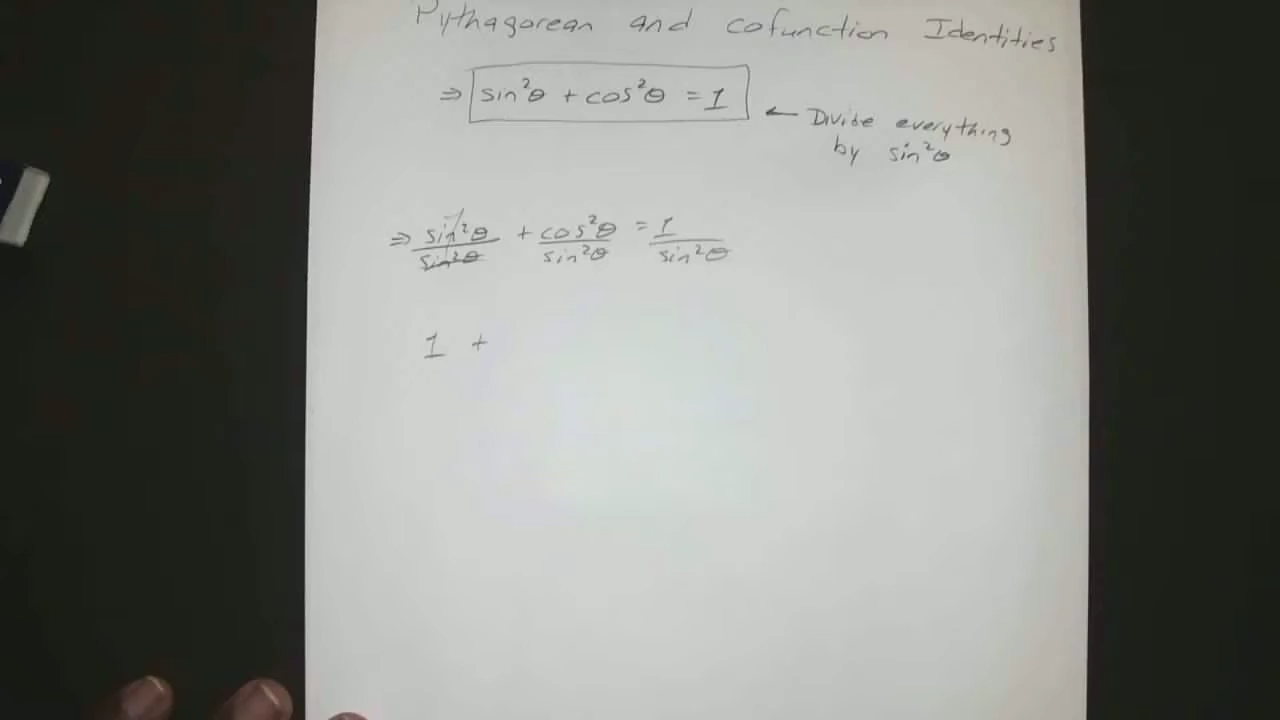 Pythagorean and cofunction Identities
⇒ sin²θ + cos²θ = 1
← Divide everything
by sin²θ
⇒ sin²θ/sin²θ + cos²θ/sin²θ = 1/sin²θ
1 +